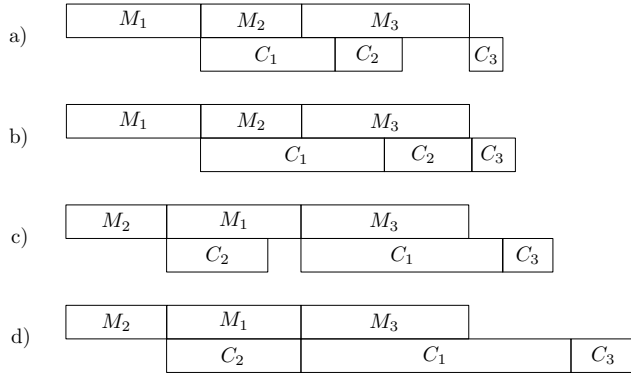 a) M₁ M₂ M₃
C₁ C₂ C₃
b) M₁ M₂ M₃
C₁ C₂ C₃
c) M₂ M₁ M₃
C₂ C₁ C₃
d) M₂ M₁ M₃
C₂ C₁ C₃